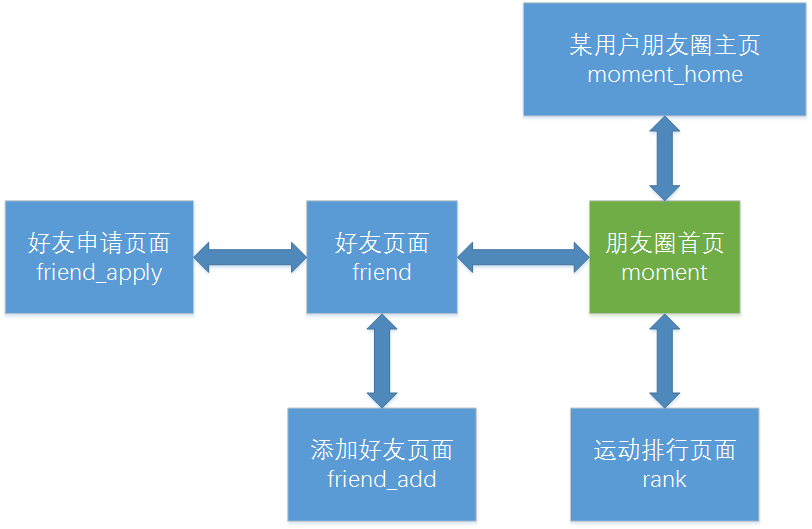 某用户朋友圈主页
moment_home
好友申请页面
friend_apply
好友页面
friend
朋友圈首页
moment
添加好友页面
friend_add
运动排行页面
rank